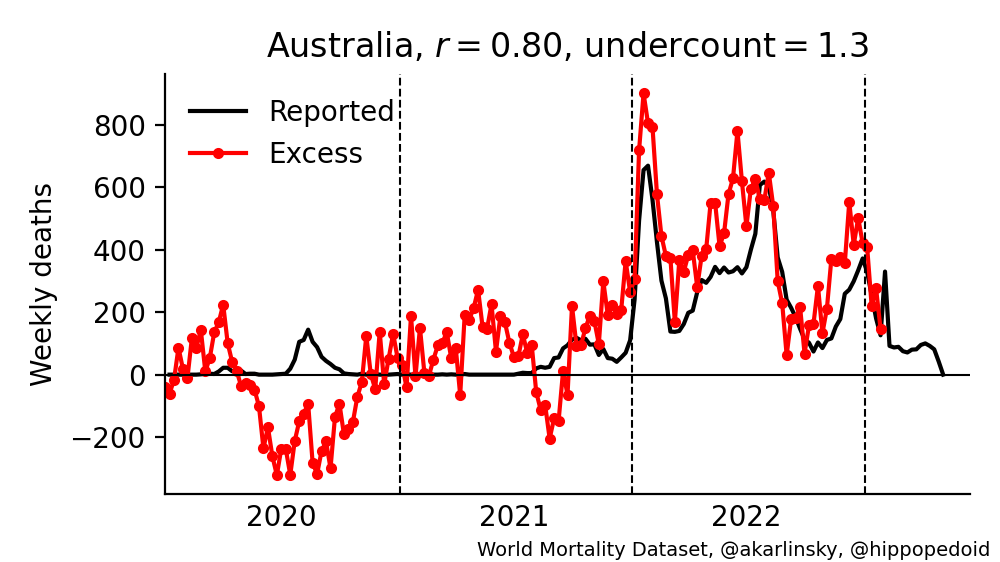 Australia, r = 0.80, undercount = 1.3
Reported
Excess
Weekly deaths
800
600
400
200
0
−200
2020 2021 2022
World Mortality Dataset, @akarlinsky, @hippopedoid